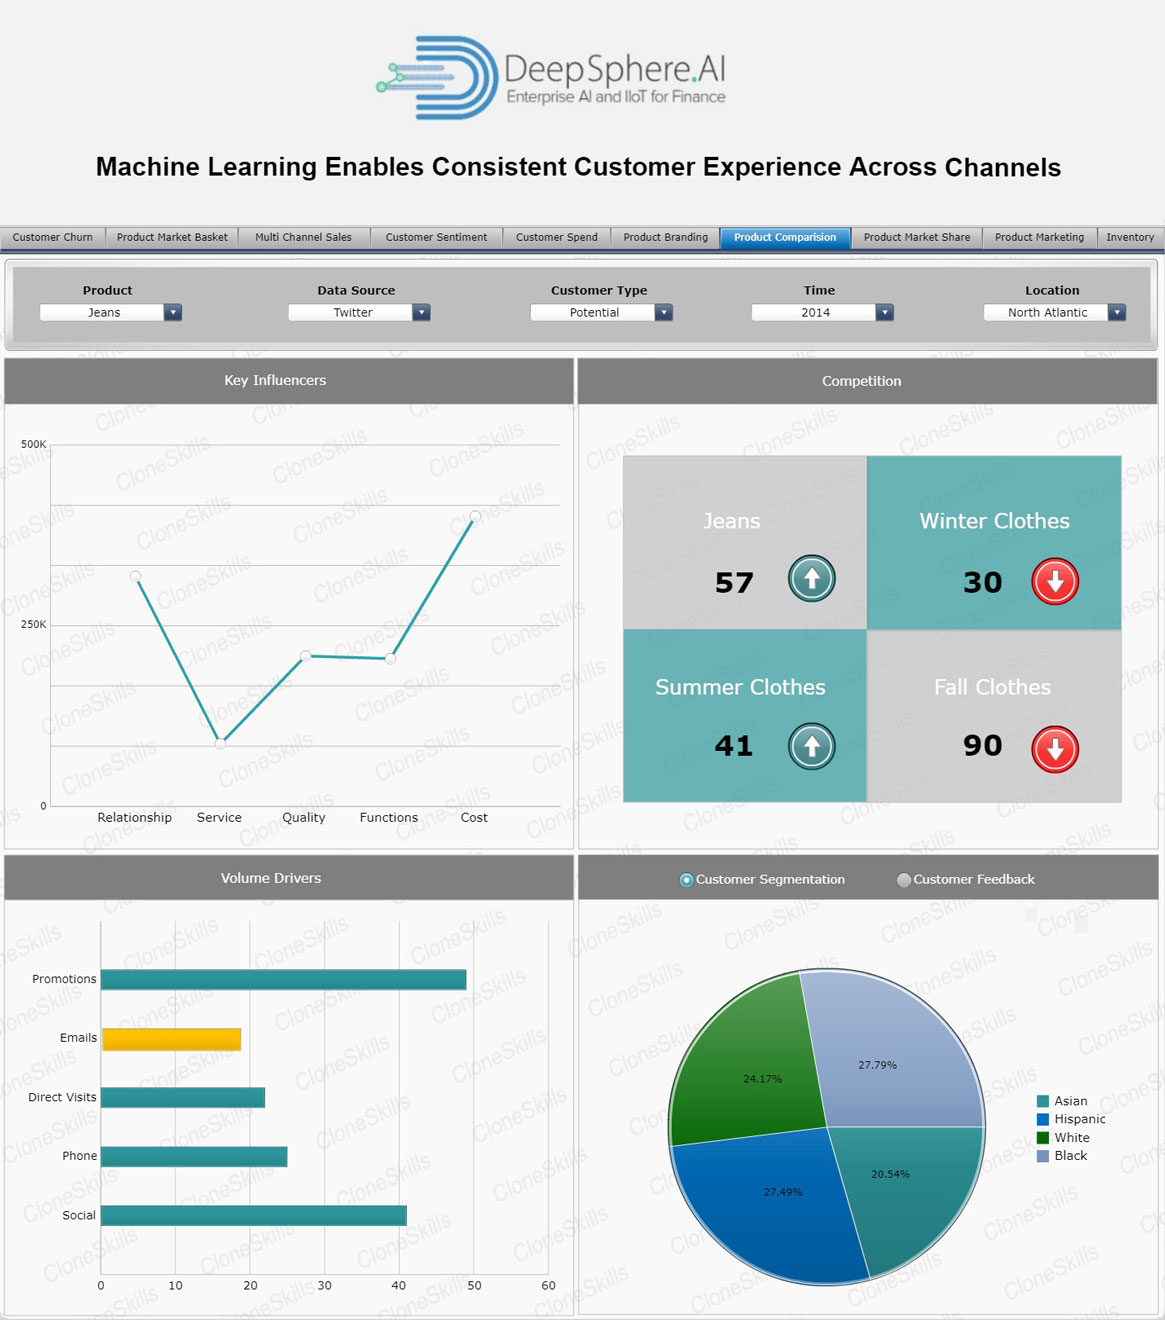 DeepSphere.AI
Enterprise AI and IIoT for Finance
Machine Learning Enables Consistent Customer Experience Across Channels
Customer Churn Product Market Basket Multi Channel Sales Customer Sentiment Customer Spend Product Branding Product Comparision Product Market Share Product Marketing Inventory
Product Data Source Customer Type Time Location
Jeans Twitter Potential 2014 North Atlantic
Key Influencers
500K
250K
0
Relationship Service Quality Functions Cost
Competition
Jeans
57
Winter Clothes
30
Summer Clothes
41
Fall Clothes
90
Volume Drivers
Promotions
Emails
Direct Visits
Phone
Social
0 10 20 30 40 50 60
Customer Segmentation Customer Feedback
27.79%
24.17%
20.54%
27.49%
Asian
Hispanic
White
Black
CloneSkills